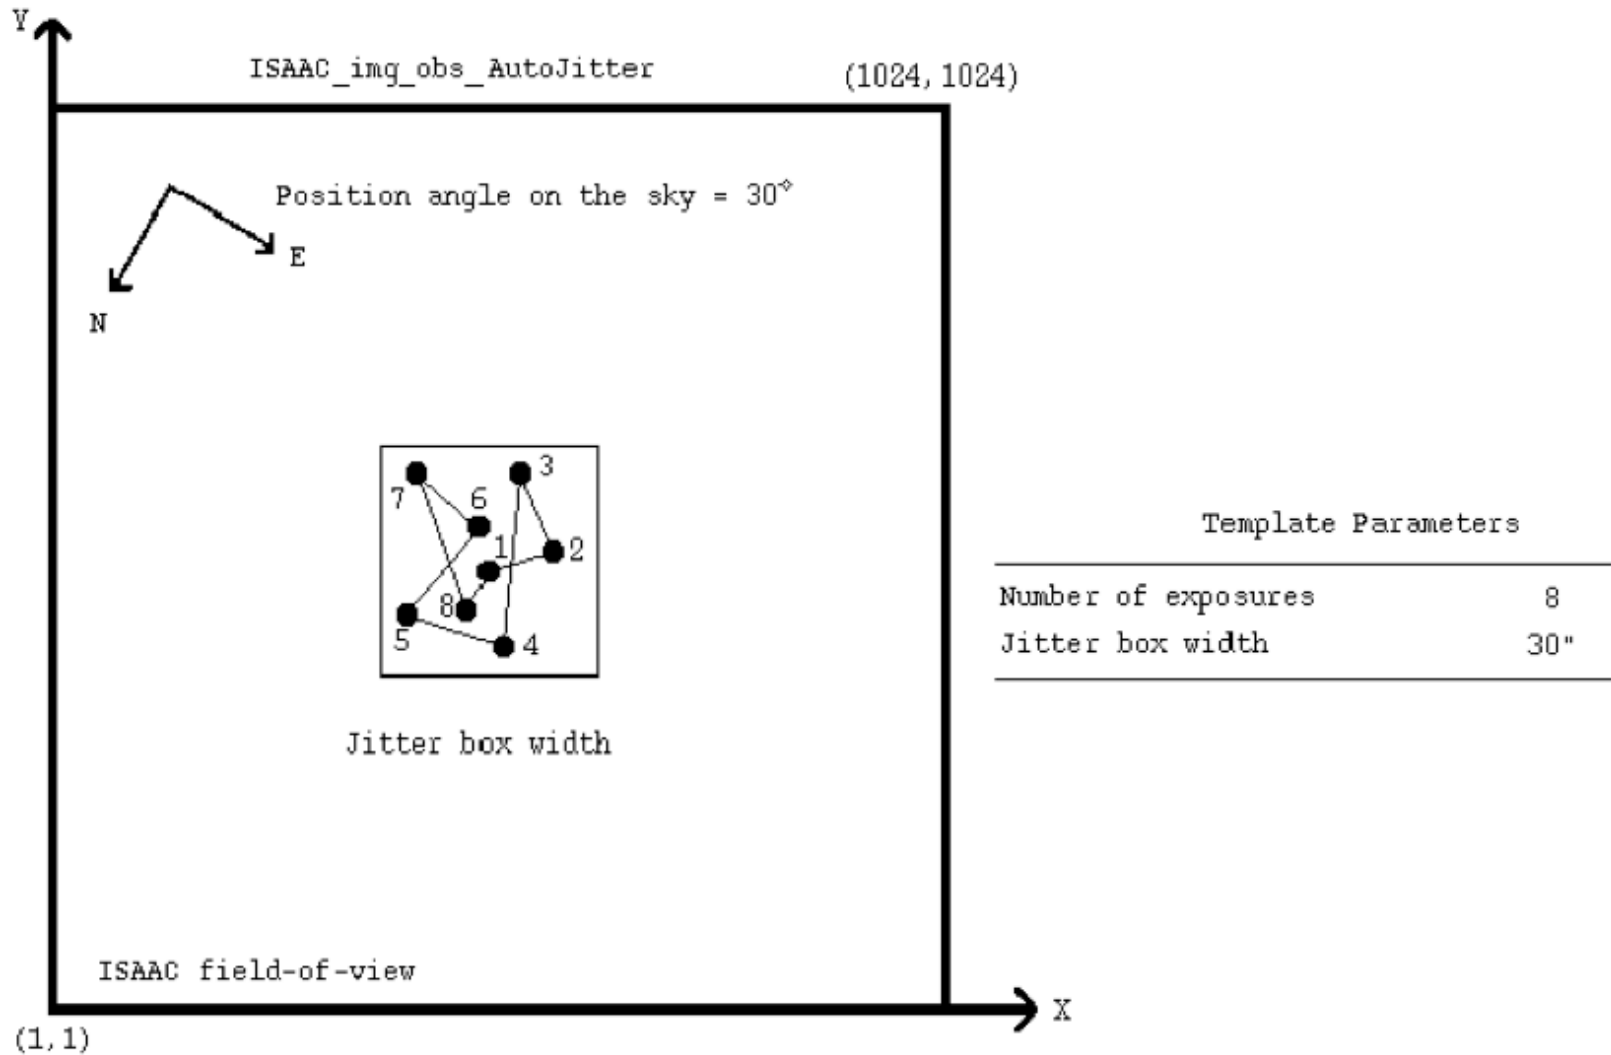 Y
ISAAC_img_obs_AutoJitter
(1024, 1024)
Position angle on the sky = 30°
E
N
3
7
6
1
2
8
5
4
Jitter box width
Template Parameters
Number of exposures 8
Jitter box width 30"
ISAAC field-of-view
X
(1,1)